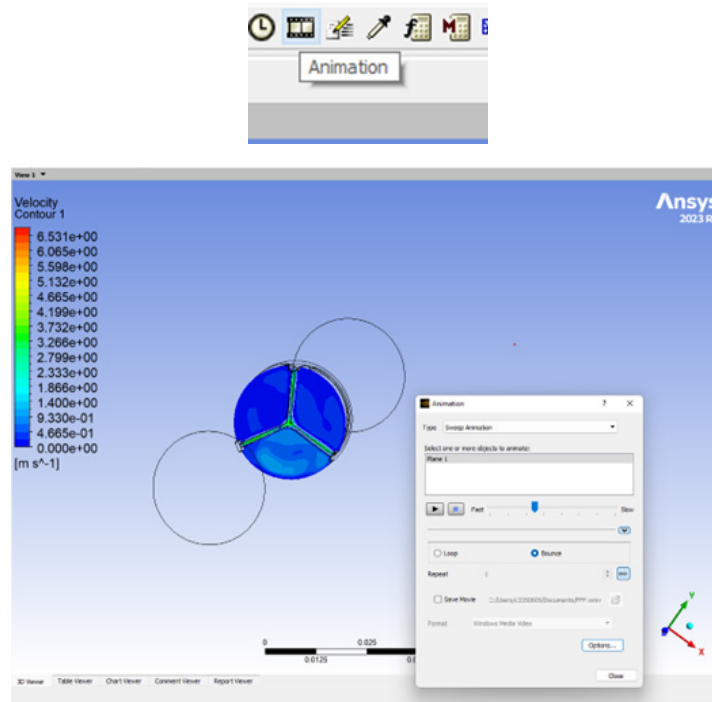 Animation
View 1
Velocity
Contour 1
6.531e+00
6.065e+00
5.598e+00
5.132e+00
4.665e+00
4.199e+00
3.732e+00
3.266e+00
2.799e+00
2.333e+00
1.866e+00
1.400e+00
9.330e-01
4.665e-01
0.000e+00
[m s^-1]
Ansys
2023 R
Animation ? X
Type Sweep Animation
Select one or more objects to animate:
Plane 1
Fast Slow
Loop Bounce
Repeat 1
Save Movie
Format Windows Media Video
Options...
Close
0 0.025
0.0125
Y
X
3D Viewer Table Viewer Chart Viewer Comment Viewer Report Viewer